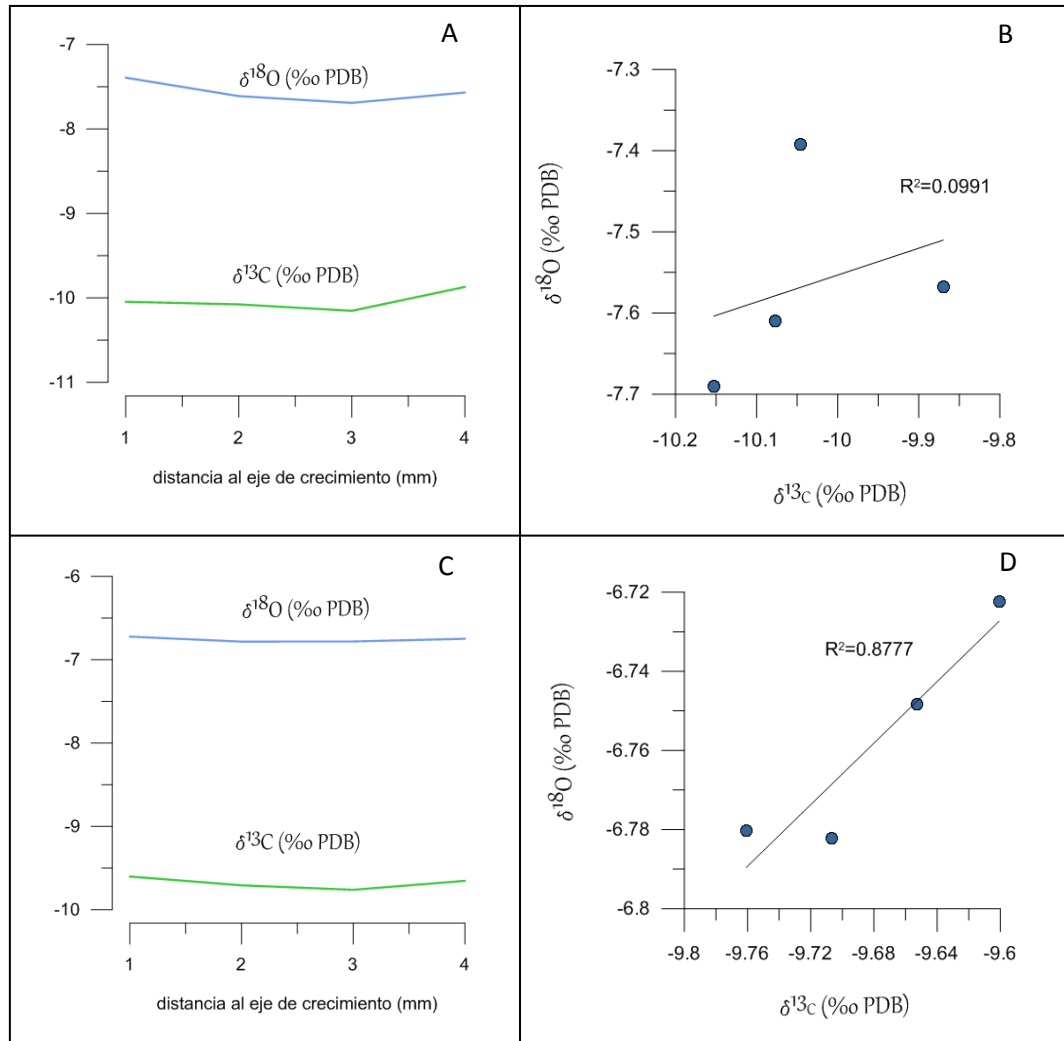 A
-7
-8
-9
-10
-11
δ¹⁸O (‰ PDB)
δ¹³C (‰ PDB)
1 2 3 4
distancia al eje de crecimiento (mm)
B
-7.3
-7.4
-7.5
-7.6
-7.7
δ¹⁸O (‰ PDB)
R²=0.0991
-10.2 -10.1 -10 -9.9 -9.8
δ¹³C (‰ PDB)
C
-6
-7
-8
-9
-10
δ¹⁸O (‰ PDB)
δ¹³C (‰ PDB)
1 2 3 4
distancia al eje de crecimiento (mm)
D
-6.72
-6.74
-6.76
-6.78
-6.8
δ¹⁸O (‰ PDB)
R²=0.8777
-9.8 -9.76 -9.72 -9.68 -9.64 -9.6
δ¹³C (‰ PDB)